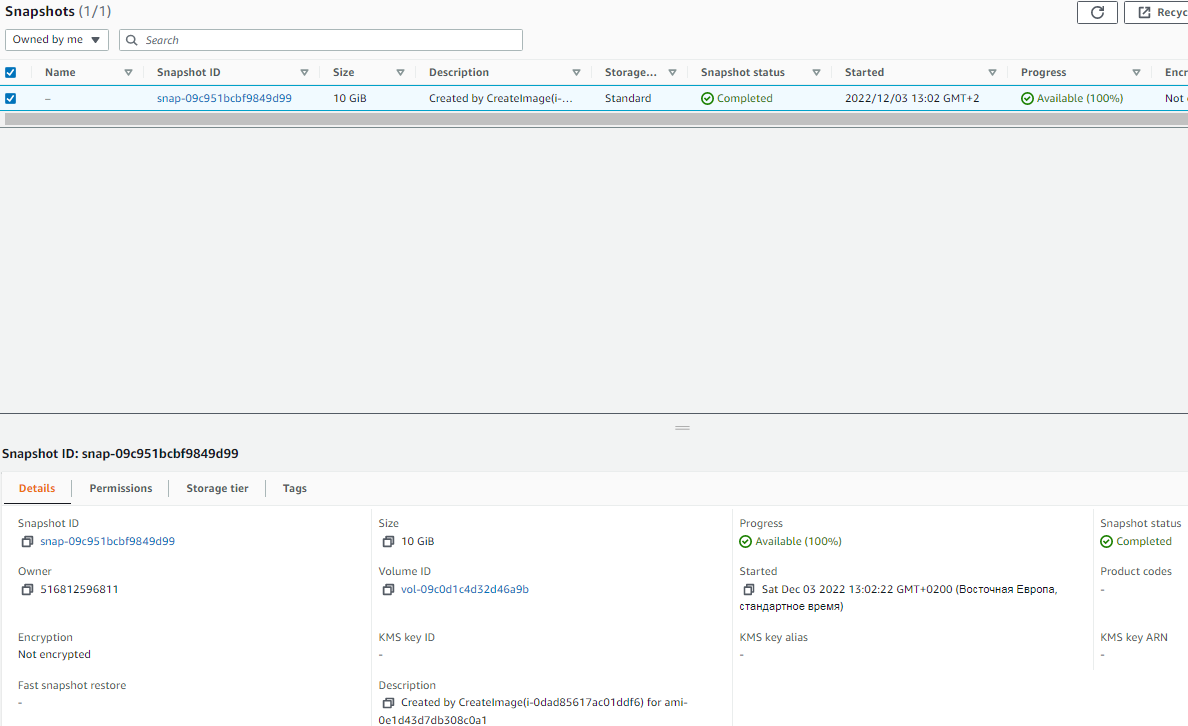 Snapshots (1/1)
Recyc
Owned by me
Search
Name Snapshot ID Size Description Storage... Snapshot status Started Progress Encr
– snap-09c951bcbf9849d99 10 GiB Created by CreateImage(i-... Standard Completed 2022/12/03 13:02 GMT+2 Available (100%) Not
Snapshot ID: snap-09c951bcbf9849d99
Details Permissions Storage tier Tags
Snapshot ID Size Progress Snapshot status
snap-09c951bcbf9849d99 10 GiB Available (100%) Completed
Owner Volume ID Started Product codes
516812596811 vol-09c0d1c4d32d46a9b Sat Dec 03 2022 13:02:22 GMT+0200 (Восточная Европа, -
стандартное время)
Encryption KMS key ID KMS key alias KMS key ARN
Not encrypted - - -
Fast snapshot restore Description
- Created by CreateImage(i-0dad85617ac01ddf6) for ami-
0e1d43d7db308c0a1